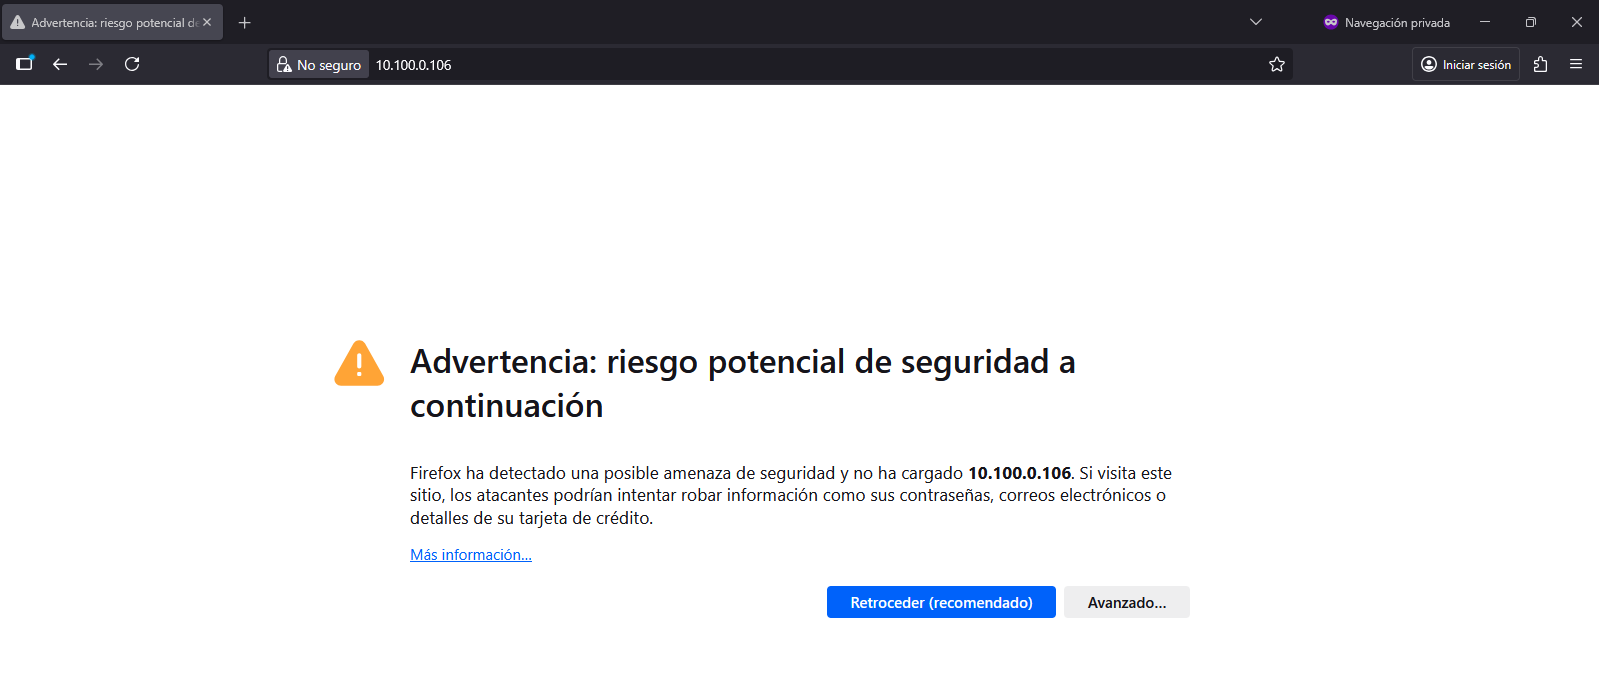 Advertencia: riesgo potencial de
Navegación privada
No seguro
10.100.0.106
Iniciar sesión
Advertencia: riesgo potencial de seguridad a
continuación
Firefox ha detectado una posible amenaza de seguridad y no ha cargado 10.100.0.106. Si visita este
sitio, los atacantes podrían intentar robar información como sus contraseñas, correos electrónicos o
detalles de su tarjeta de crédito.
Más información...
Retroceder (recomendado)
Avanzado...